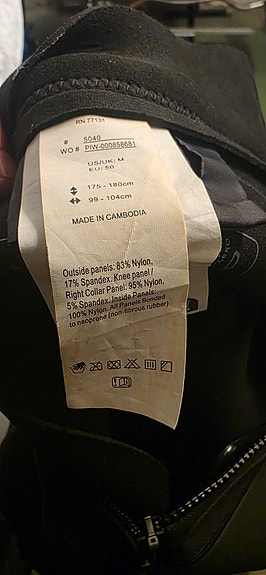 RN 77131
# 5040
WO # PIW-000858681
US/UK: M
EU: 50
175 - 180cm
99 - 104cm
MADE IN CAMBODIA
Outside panels: 83% Nylon,
17% Spandex. Knee panel /
Right Collar Panel: 95% Nylon,
5% Spandex. Inside Panels:
100% Nylon. All Panels Bonded
to neoprene (non-fibrous rubber)